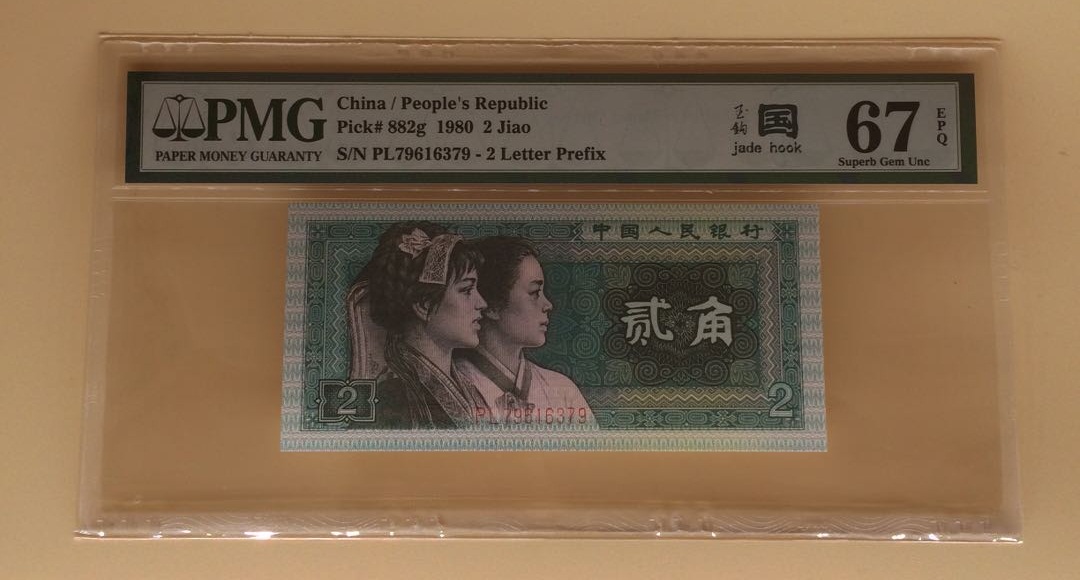 PMG
PAPER MONEY GUARANTY
China / People's Republic
Pick# 882g 1980 2 Jiao
S/N PL79616379 - 2 Letter Prefix
玉钩
国
jade hook
67
EPQ
Superb Gem Unc
中国人民银行
贰角
2
2
PL79616379